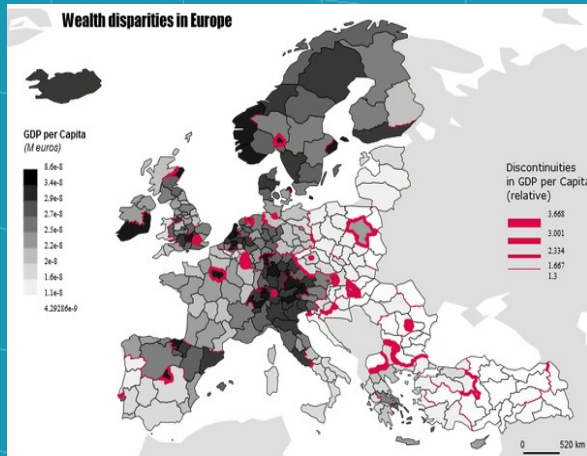 Wealth disparities in Europe
GDP per Capita
(M euros)
8.6e-8
3.4e-8
2.9e-8
2.7e-8
2.5e-8
2.2e-8
2e-8
1.6e-8
1.1e-8
4.29286e-9
Discontinuities
in GDP per Capita
(relative)
3.668
3.001
2.334
1.667
1.3
0 520 km